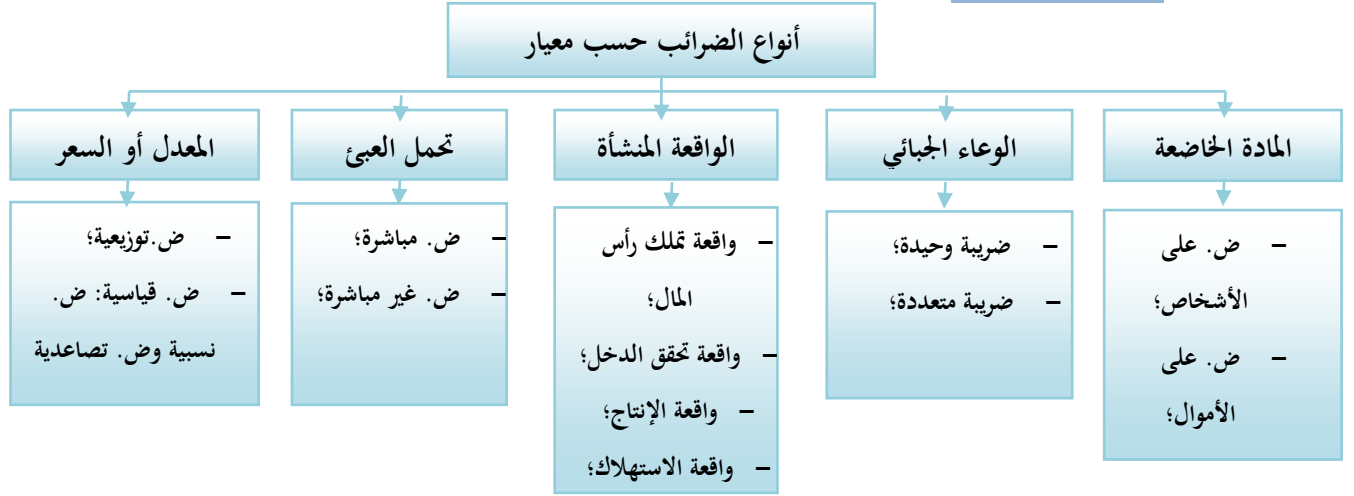 أنواع الضرائب حسب معيار
المادة الخاضعة
الوعاء الجبائي
الواقعة المنشأة
تحمل العبئ
المعدل أو السعر
– ض. على
الأشخاص؛
– ض. على
الأموال؛
– ضريبة وحيدة؛
– ضريبة متعددة؛
– واقعة تملك رأس
المال؛
– واقعة تحقق الدخل؛
– واقعة الإنتاج؛
– واقعة الاستهلاك؛
– ض. مباشرة؛
– ض. غير مباشرة؛
– ض.توزيعية؛
– ض. قياسية: ض.
نسبية وض. تصاعدية